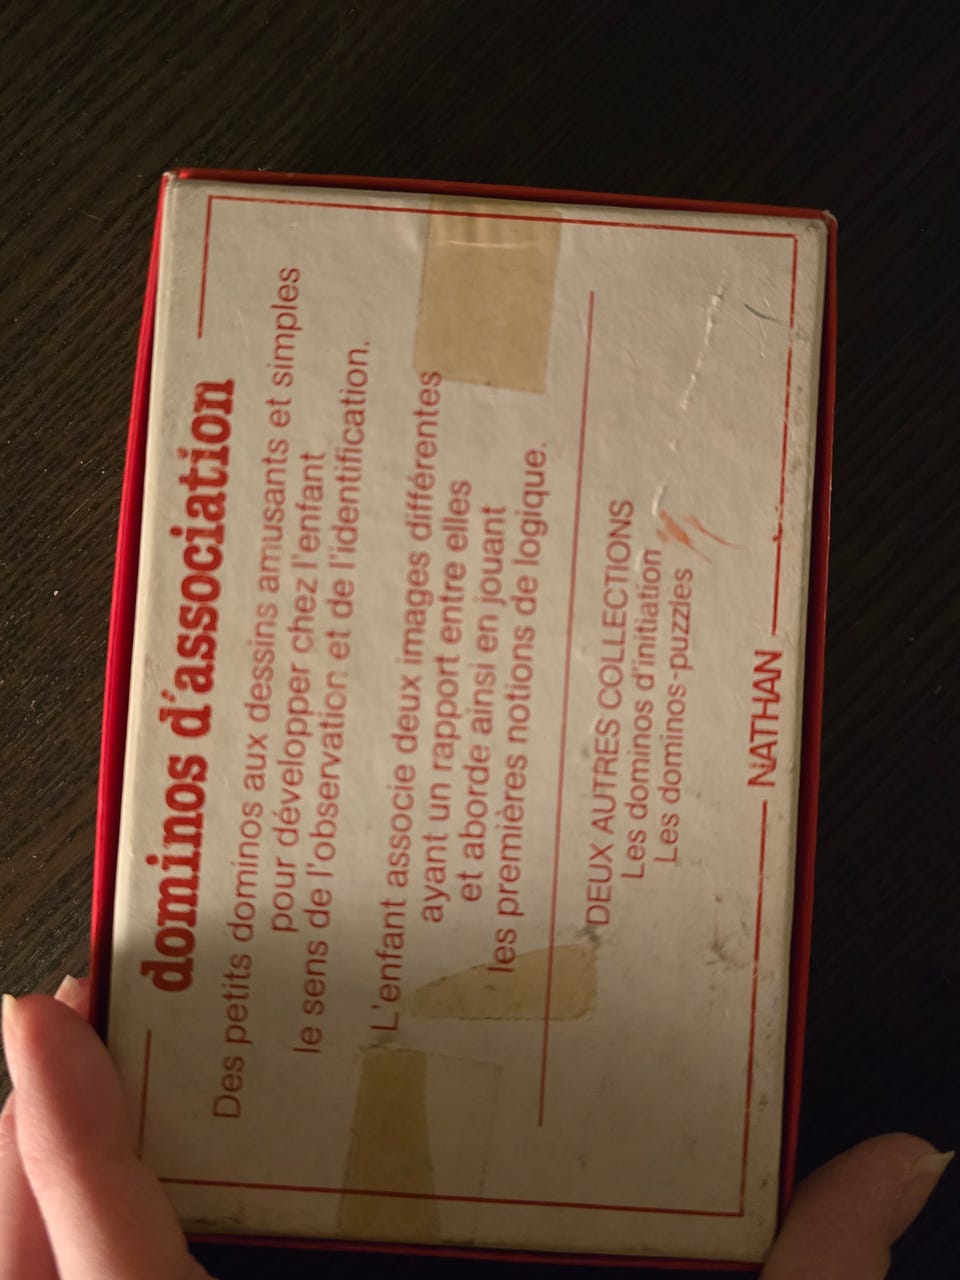 dominos d'association
Des petits dominos aux dessins amusants et simples
pour développer chez l'enfant
le sens de l'observation et de l'identification.
L'enfant associe deux images différentes
ayant un rapport entre elles
et aborde ainsi en jouant
les premières notions de logique.
DEUX AUTRES COLLECTIONS
Les dominos d'initiation
Les dominos-puzzles
NATHAN